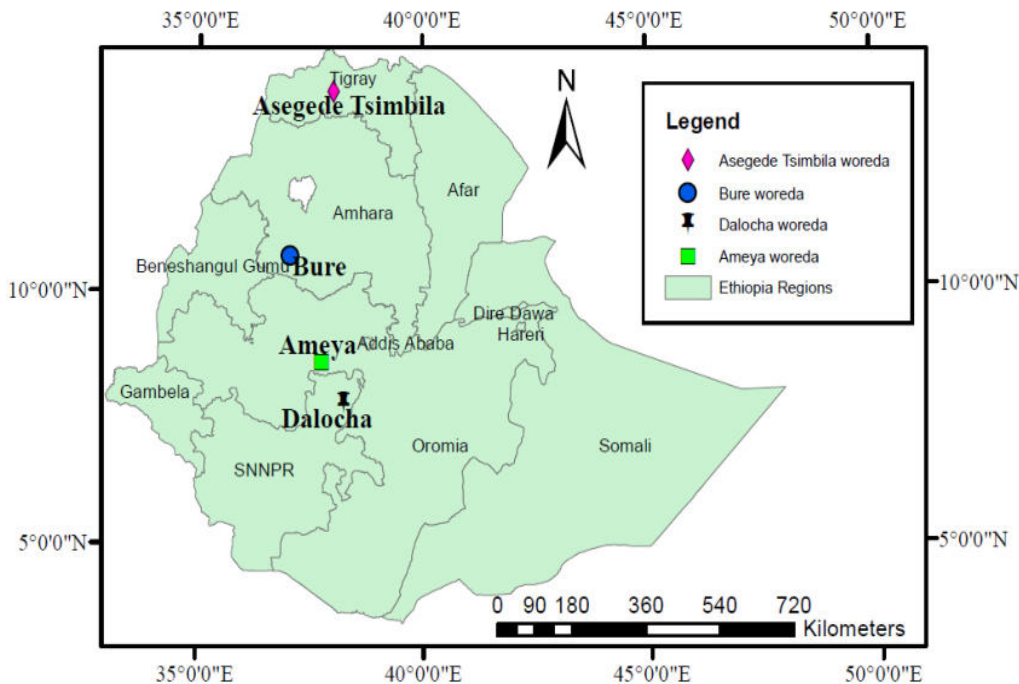 35°0'0"E 40°0'0"E 45°0'0"E 50°0'0"E
Tigray
Asegede Tsimbila
Afar
Amhara
Beneshangul Gumu
Bure
10°0'0"N
10°0'0"N
Dire Dawa
Hareri
Ameya
Addis Ababa
Gambela
Dalocha
Oromia
Somali
SNNPR
5°0'0"N
5°0'0"N
N
Legend
Asegede Tsimbila woreda
Bure woreda
Dalocha woreda
Ameya woreda
Ethiopia Regions
0 90 180 360 540 720
Kilometers
35°0'0"E 40°0'0"E 45°0'0"E 50°0'0"E